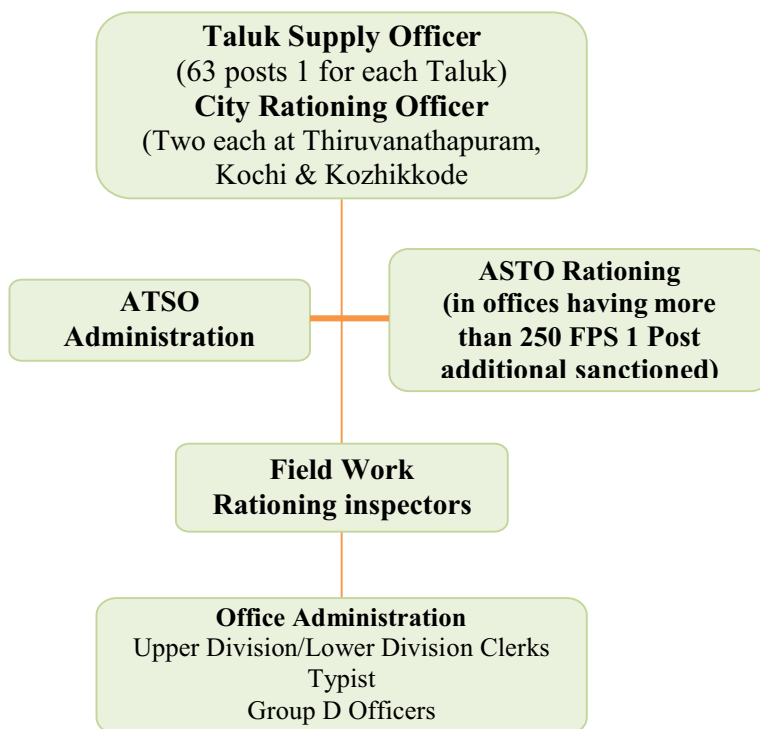 Taluk Supply Officer
(63 posts 1 for each Taluk)
City Rationing Officer
(Two each at Thiruvanathapuram,
Kochi & Kozhikkode
ATSO
Administration
ASTO Rationing
(in offices having more
than 250 FPS 1 Post
additional sanctioned)
Field Work
Rationing inspectors
Office Administration
Upper Division/Lower Division Clerks
Typist
Group D Officers